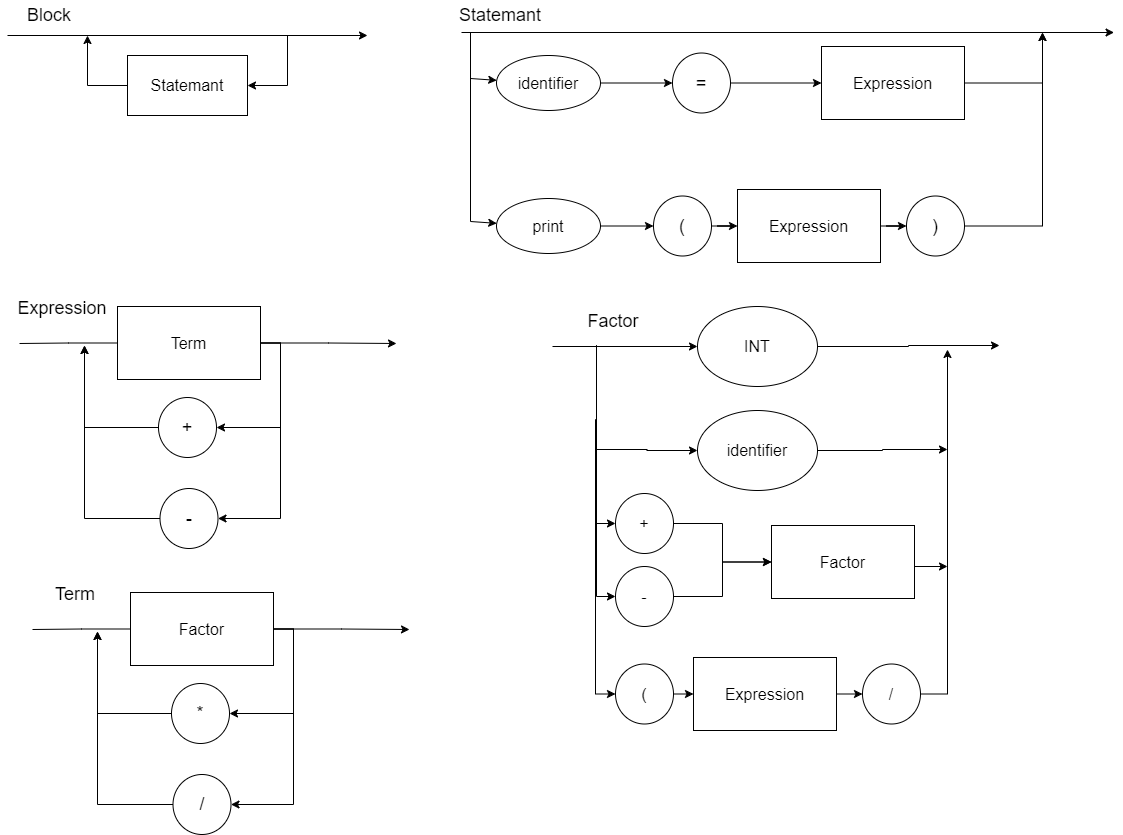 Block
Statemant
Statemant
identifier
=
Expression
print
(
Expression
)
Expression
Term
+
-
Factor
INT
identifier
+
-
Factor
(
Expression
/
Term
Factor
*
/